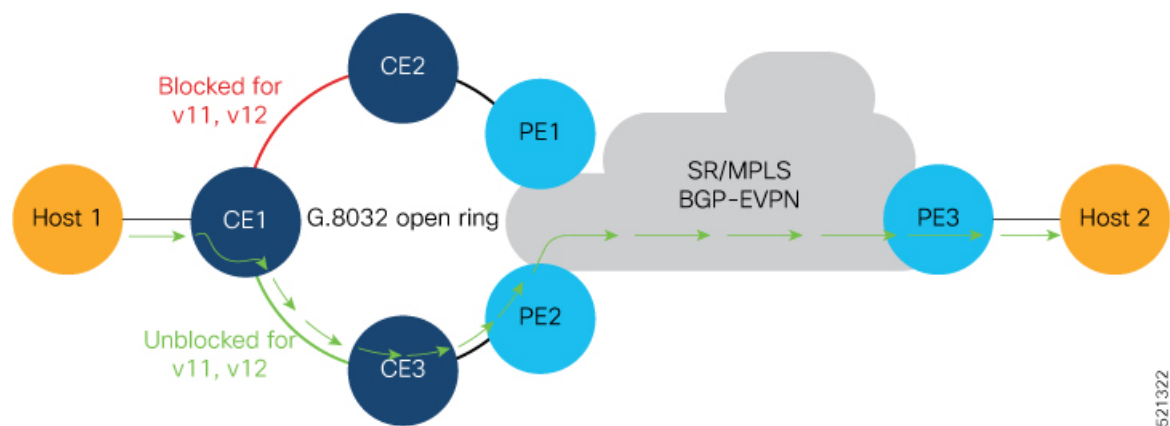 CE2
Blocked for
v11, v12
PE1
SR/MPLS
BGP-EVPN
Host 1
CE1
G.8032 open ring
PE3
Host 2
PE2
Unblocked for
v11, v12
CE3
521322